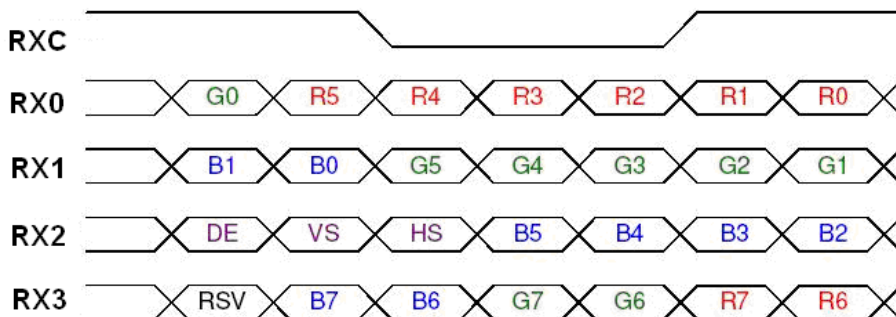 RXC
RX0 G0 R5 R4 R3 R2 R1 R0
RX1 B1 B0 G5 G4 G3 G2 G1
RX2 DE VS HS B5 B4 B3 B2
RX3 RSV B7 B6 G7 G6 R7 R6